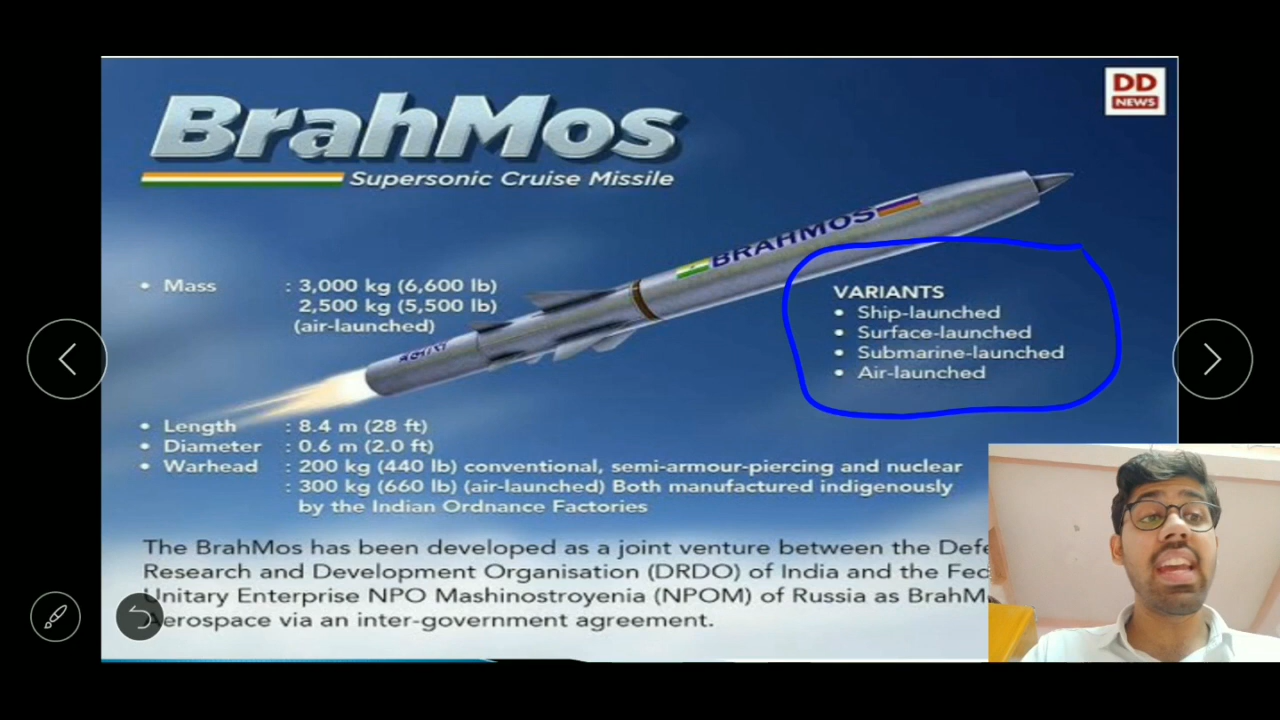 BrahMos
Supersonic Cruise Missile
DD
NEWS
BRAHMOS
• Mass : 3,000 kg (6,600 lb)
2,500 kg (5,500 lb)
(air-launched)
VARIANTS
• Ship-launched
• Surface-launched
• Submarine-launched
• Air-launched
• Length : 8.4 m (28 ft)
• Diameter : 0.6 m (2.0 ft)
• Warhead : 200 kg (440 lb) conventional, semi-armour-piercing and nuclear
: 300 kg (660 lb) (air-launched) Both manufactured indigenously
by the Indian Ordnance Factories
The BrahMos has been developed as a joint venture between the Defe
Research and Development Organisation (DRDO) of India and the Fec
Unitary Enterprise NPO Mashinostroyenia (NPOM) of Russia as BrahM
Aerospace via an inter-government agreement.